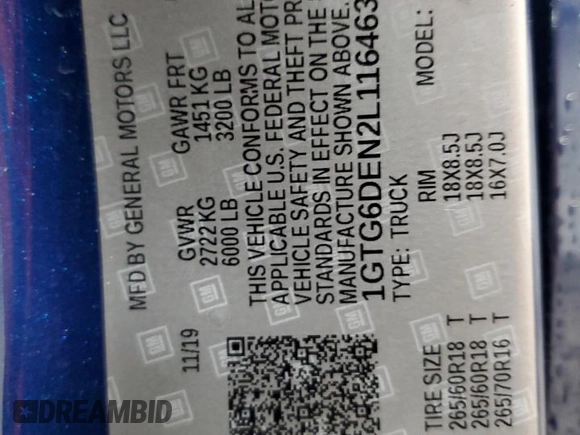 MFD BY GENERAL MOTORS LLC
11/19
GVWR
2722 KG
6000 LB
GAWR FRT
1451 KG
3200 LB
THIS VEHICLE CONFORMS TO AL
APPLICABLE U.S. FEDERAL MOTO
VEHICLE SAFETY AND THEFT PR
STANDARDS IN EFFECT ON THE
MANUFACTURE SHOWN ABOVE.
1GTG6DEN2L116463
TYPE: TRUCK
MODEL:
TIRE SIZE
RIM
265/60R18 T
18X8.5J
265/60R18 T
18X8.5J
265/70R16 T
16X7.0J
GM
DREAMBID